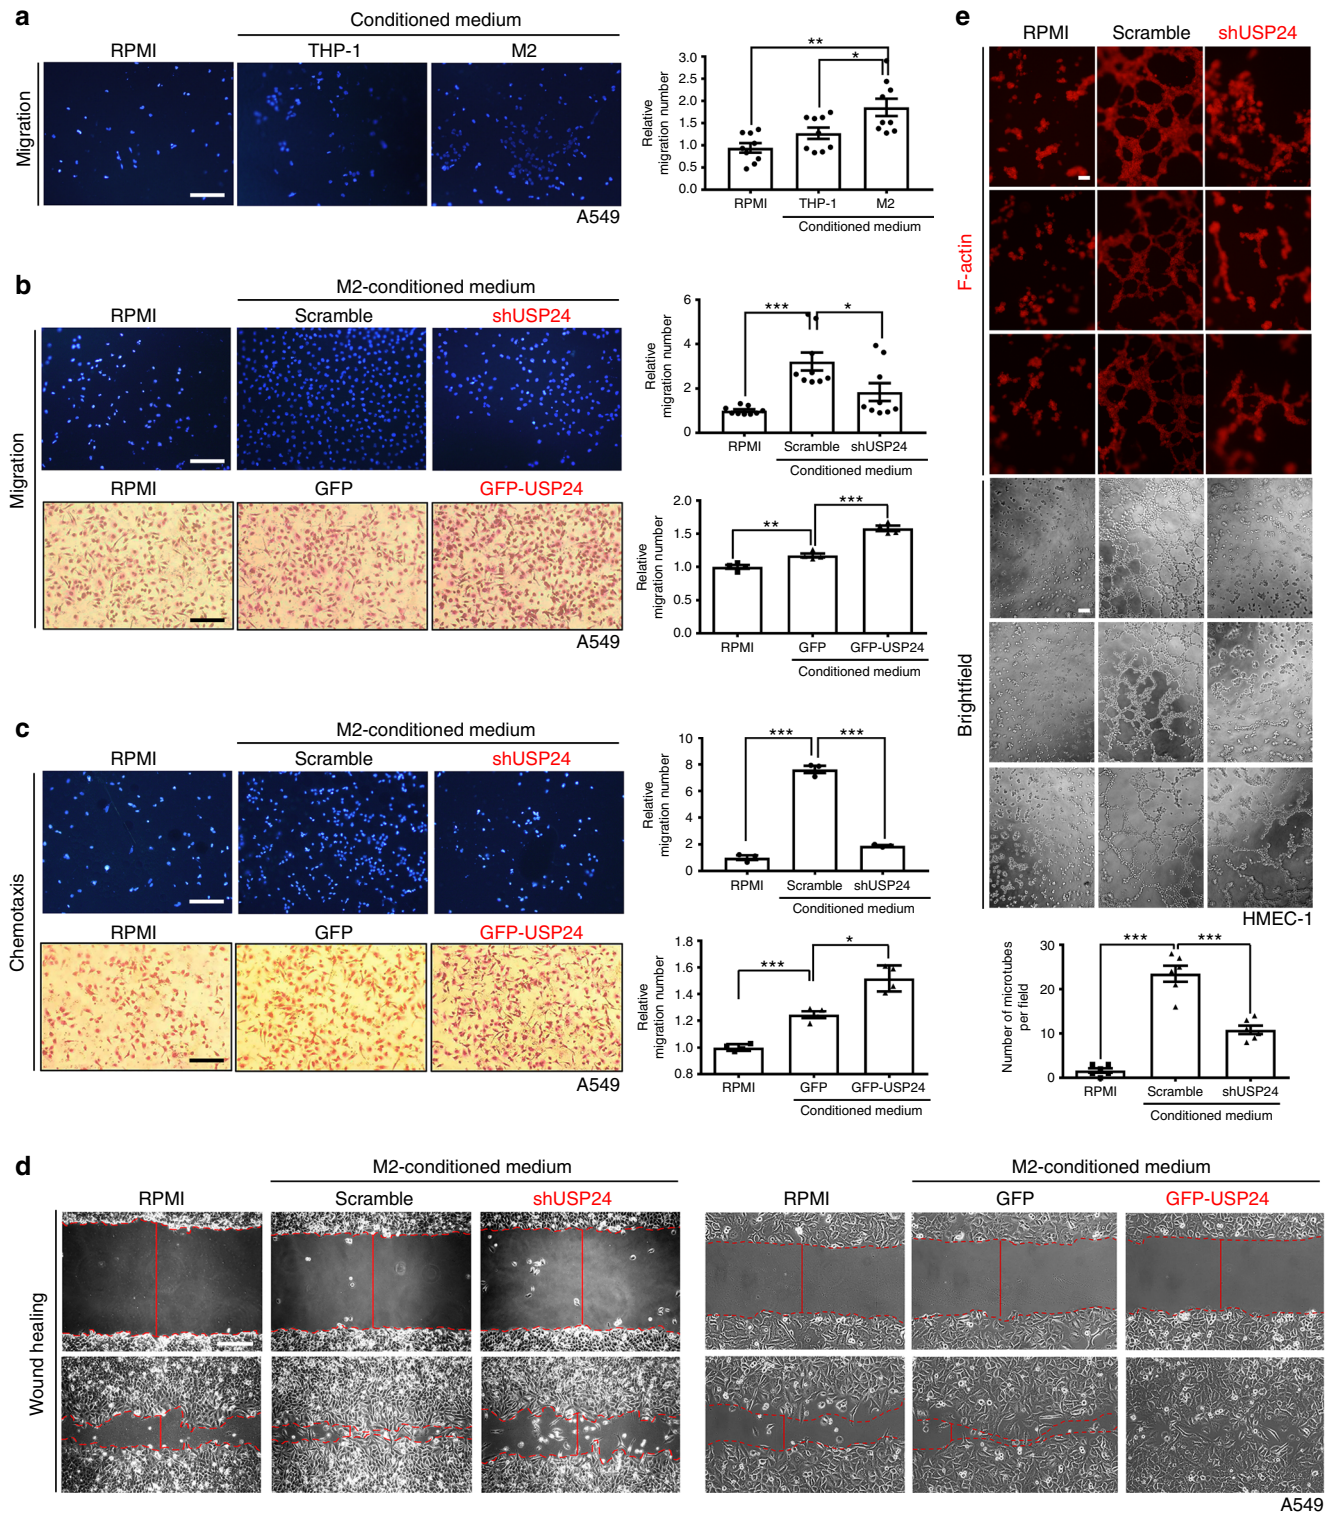 a
Conditioned medium
RPMI
THP-1
M2
Migration
A549
Relative
migration number
3.0
2.5
2.0
1.5
1.0
0.5
0.0
**
*
RPMI
THP-1
M2
Conditioned medium
b
M2-conditioned medium
RPMI
Scramble
shUSP24
Migration
RPMI
GFP
GFP-USP24
A549
Relative
migration number
6
4
2
0
***
*
RPMI
Scramble
shUSP24
Conditioned medium
Relative
migration number
2.0
1.5
1.0
0.5
0.0
**
***
RPMI
GFP
GFP-USP24
Conditioned medium
c
M2-conditioned medium
RPMI
Scramble
shUSP24
Chemotaxis
RPMI
GFP
GFP-USP24
A549
Relative
migration number
10
8
6
4
2
0
***
***
RPMI
Scramble
shUSP24
Conditioned medium
Relative
migration number
1.8
1.6
1.4
1.2
1.0
0.8
***
*
RPMI
GFP
GFP-USP24
Conditioned medium
d
M2-conditioned medium
RPMI
Scramble
shUSP24
Wound healing
M2-conditioned medium
RPMI
GFP
GFP-USP24
A549
e
RPMI
Scramble
shUSP24
F-actin
Brightfield
HMEC-1
Number of microtubes
per field
30
20
10
0
***
***
RPMI
Scramble
shUSP24
Conditioned medium